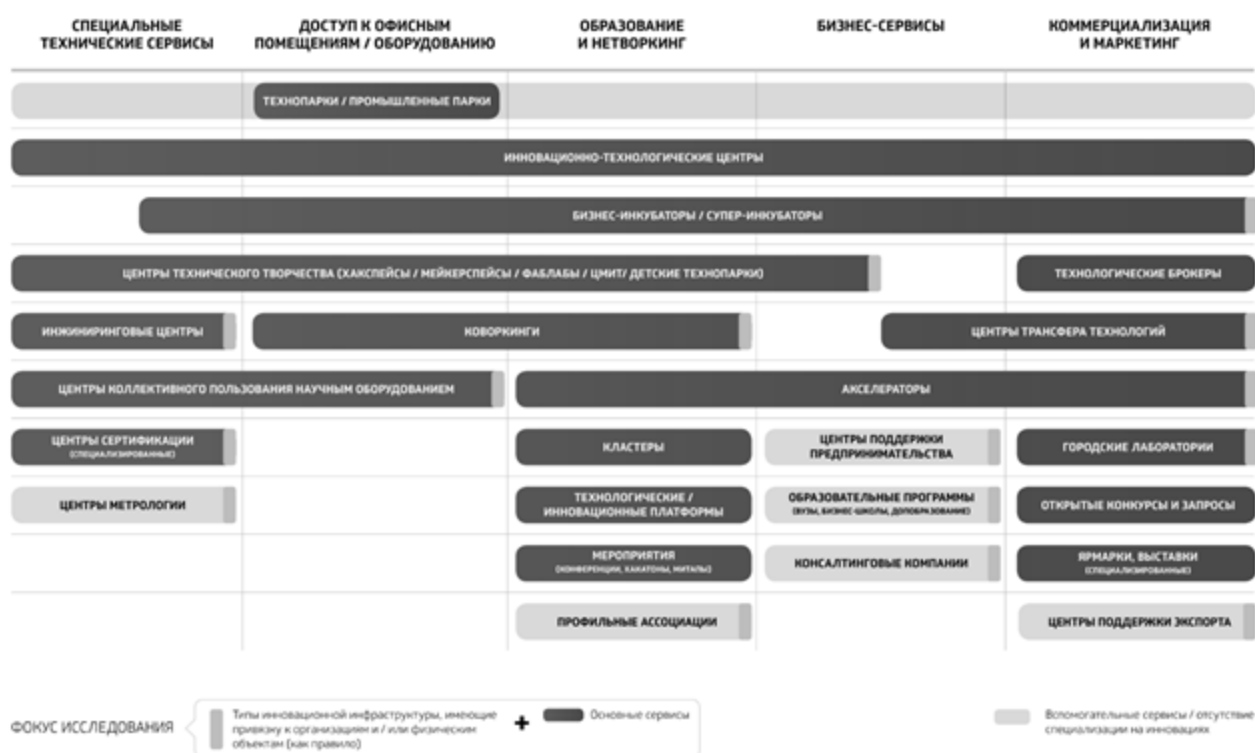 СПЕЦИАЛЬНЫЕ
ТЕХНИЧЕСКИЕ СЕРВИСЫ
ДОСТУП К ОФИСНЫМ
ПОМЕЩЕНИЯМ / ОБОРУДОВАНИЮ
ОБРАЗОВАНИЕ
И НЕТВОРКИНГ
БИЗНЕС-СЕРВИСЫ
КОММЕРЦИАЛИЗАЦИЯ
И МАРКЕТИНГ
ТЕХНОПАРКИ / ПРОМЫШЛЕННЫЕ ПАРКИ
ИННОВАЦИОННО-ТЕХНОЛОГИЧЕСКИЕ ЦЕНТРЫ
БИЗНЕС-ИНКУБАТОРЫ / СУПЕР-ИНКУБАТОРЫ
ЦЕНТРЫ ТЕХНИЧЕСКОГО ТВОРЧЕСТВА (ХАКСПЕЙСЫ / МЕЙКЕРСПЕЙСЫ / ФАБЛАБЫ / ЦМИТ/ ДЕТСКИЕ ТЕХНОПАРКИ)
ТЕХНОЛОГИЧЕСКИЕ БРОКЕРЫ
ИНЖИНИРИНГОВЫЕ ЦЕНТРЫ
КОВОРКИНГИ
ЦЕНТРЫ ТРАНСФЕРА ТЕХНОЛОГИЙ
ЦЕНТРЫ КОЛЛЕКТИВНОГО ПОЛЬЗОВАНИЯ НАУЧНЫМ ОБОРУДОВАНИЕМ
АКСЕЛЕРАТОРЫ
ЦЕНТРЫ СЕРТИФИКАЦИИ
(СПЕЦИАЛИЗИРОВАННЫЕ)
КЛАСТЕРЫ
ЦЕНТРЫ ПОДДЕРЖКИ
ПРЕДПРИНИМАТЕЛЬСТВА
ГОРОДСКИЕ ЛАБОРАТОРИИ
ЦЕНТРЫ МЕТРОЛОГИИ
ТЕХНОЛОГИЧЕСКИЕ /
ИННОВАЦИОННЫЕ ПЛАТФОРМЫ
ОБРАЗОВАТЕЛЬНЫЕ ПРОГРАММЫ
(ВУЗЫ, БИЗНЕС-ШКОЛЫ, ДОПОБРАЗОВАНИЕ)
ОТКРЫТЫЕ КОНКУРСЫ И ЗАПРОСЫ
МЕРОПРИЯТИЯ
(КОНФЕРЕНЦИИ, ХАКАТОНЫ, МИТАПЫ)
КОНСАЛТИНГОВЫЕ КОМПАНИИ
ЯРМАРКИ, ВЫСТАВКИ
(СПЕЦИАЛИЗИРОВАННЫЕ)
ПРОФИЛЬНЫЕ АССОЦИАЦИИ
ЦЕНТРЫ ПОДДЕРЖКИ ЭКСПОРТА
ФОКУС ИССЛЕДОВАНИЯ
Типы инновационной инфраструктуры, имеющие
привязку к организациям и / или физическим
объектам (как правило)
+
Основные сервисы
Вспомогательные сервисы / отсутствие
специализации на инновациях